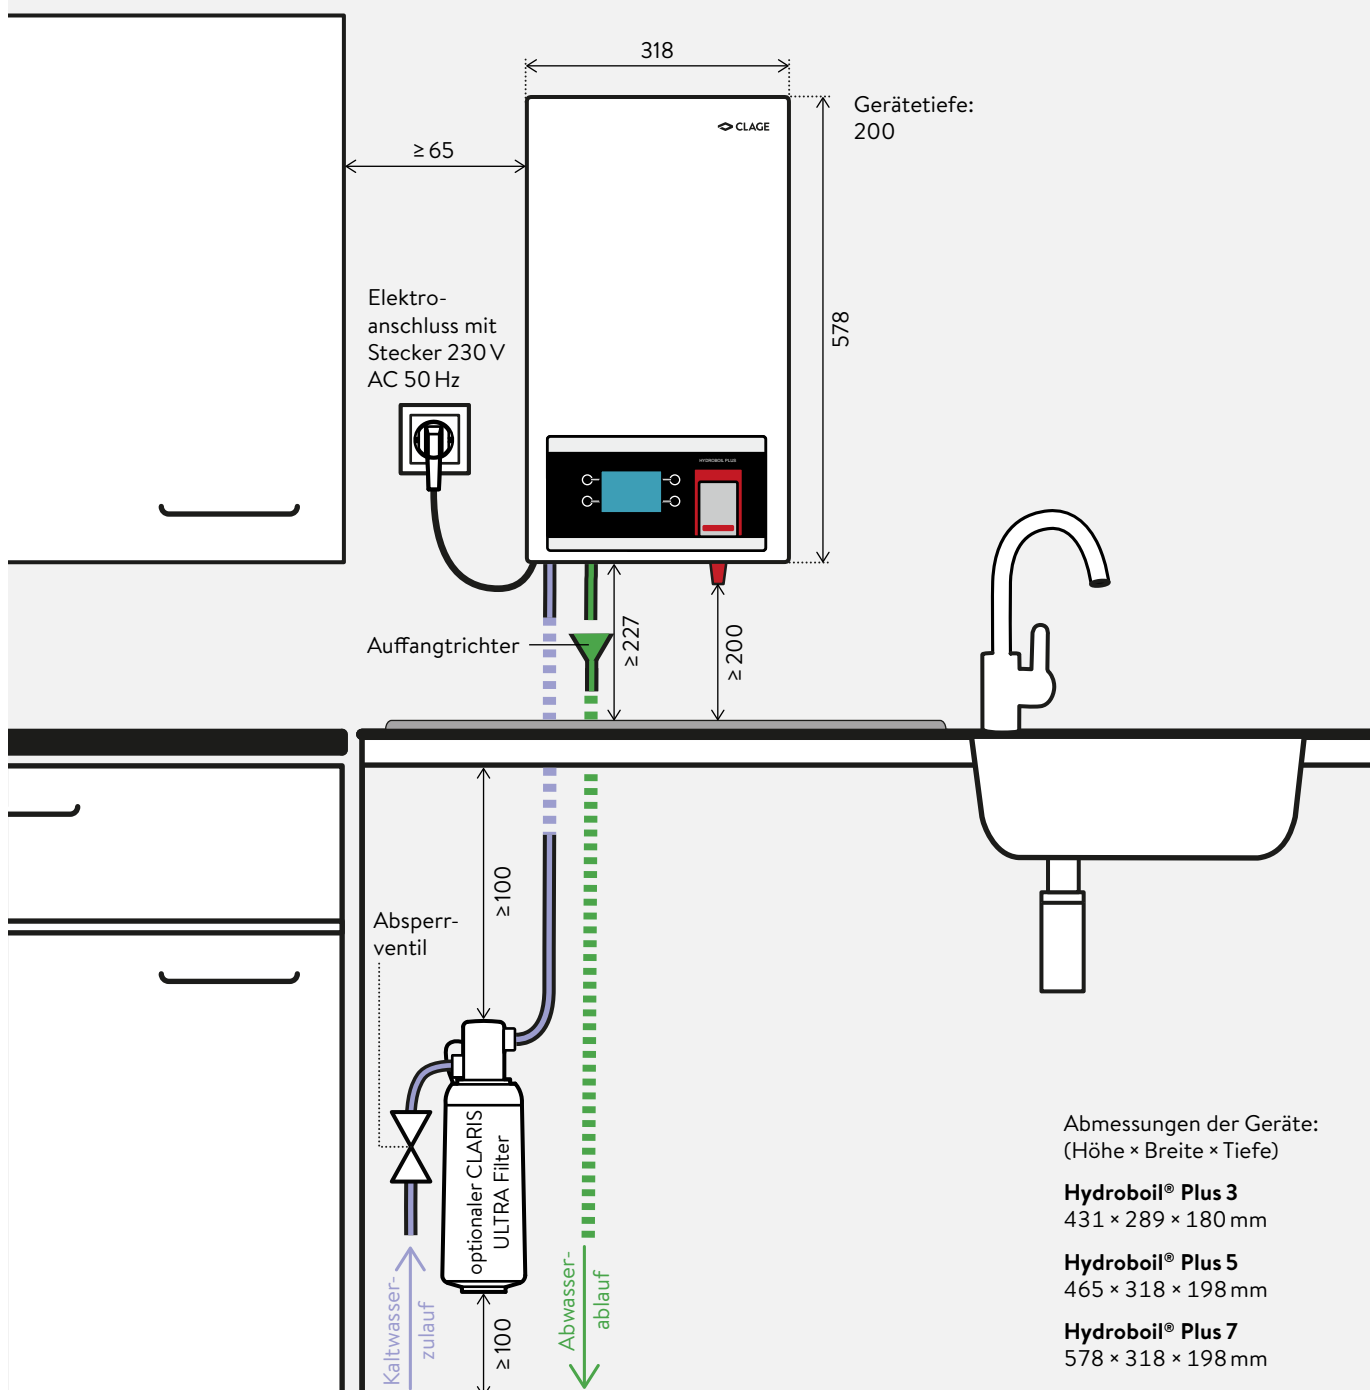 318
Gerätetiefe:
200
CLAGE
≥ 65
578
Elektro-
anschluss mit
Stecker 230 V
AC 50 Hz
HYDROBOIL PLUS
Auffangtrichter
≥ 227
≥ 200
≥ 100
Absperr-
ventil
optionaler CLARIS
ULTRA Filter
Kaltwasser-
zulauf
≥ 100
Abwasser-
ablauf
Abmessungen der Geräte:
(Höhe × Breite × Tiefe)
Hydroboil® Plus 3
431 × 289 × 180 mm
Hydroboil® Plus 5
465 × 318 × 198 mm
Hydroboil® Plus 7
578 × 318 × 198 mm